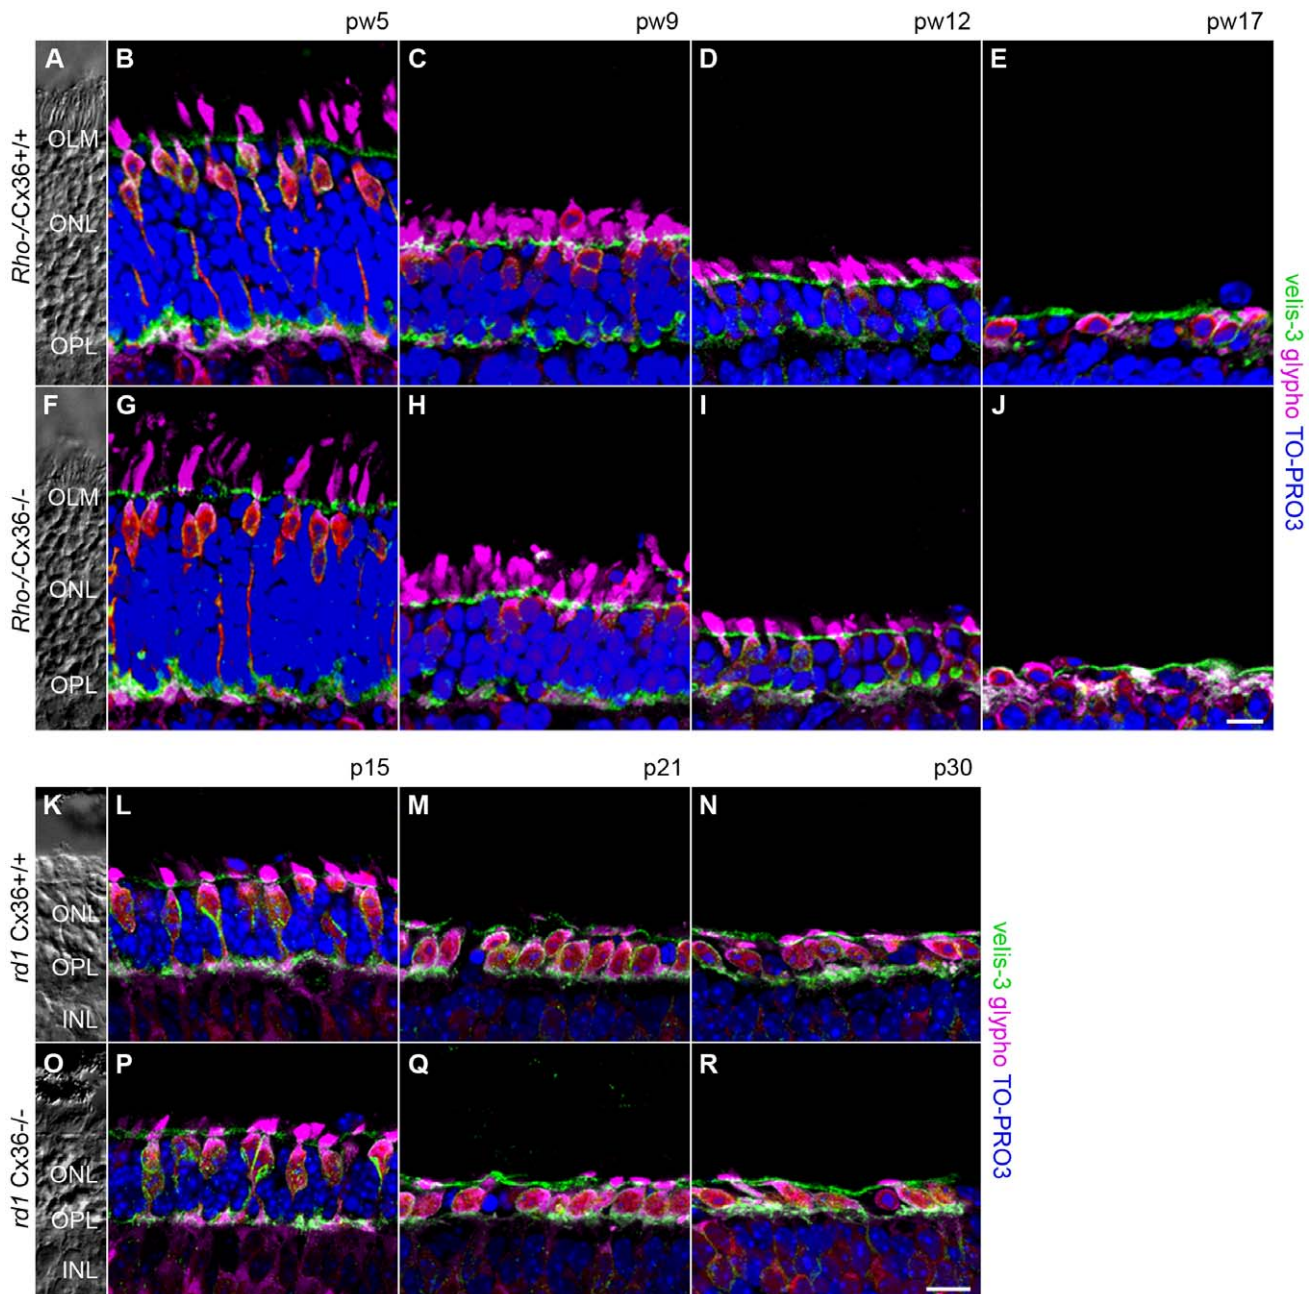 pw5 pw9 pw12 pw17
A B C D E
OLM
ONL
OPL
Rho-/-Cx36+/+
F G H I J
OLM
ONL
OPL
Rho-/-Cx36-/-
velis-3 glypho TO-PRO3
p15 p21 p30
K L M N
ONL
OPL
INL
rd1 Cx36+/+
O P Q R
ONL
OPL
INL
rd1 Cx36-/-
velis-3 glypho TO-PRO3